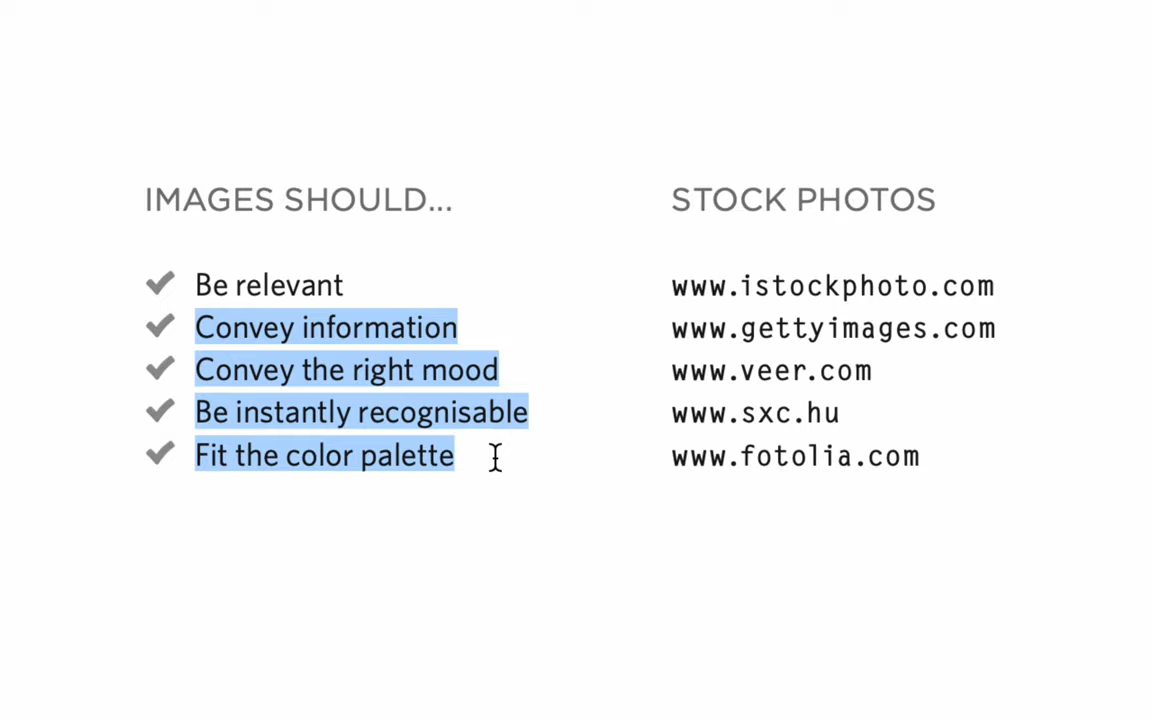 IMAGES SHOULD...
Be relevant
Convey information
Convey the right mood
Be instantly recognisable
Fit the color palette
STOCK PHOTOS
www.istockphoto.com
www.gettyimages.com
www.veer.com
www.sxc.hu
www.fotolia.com